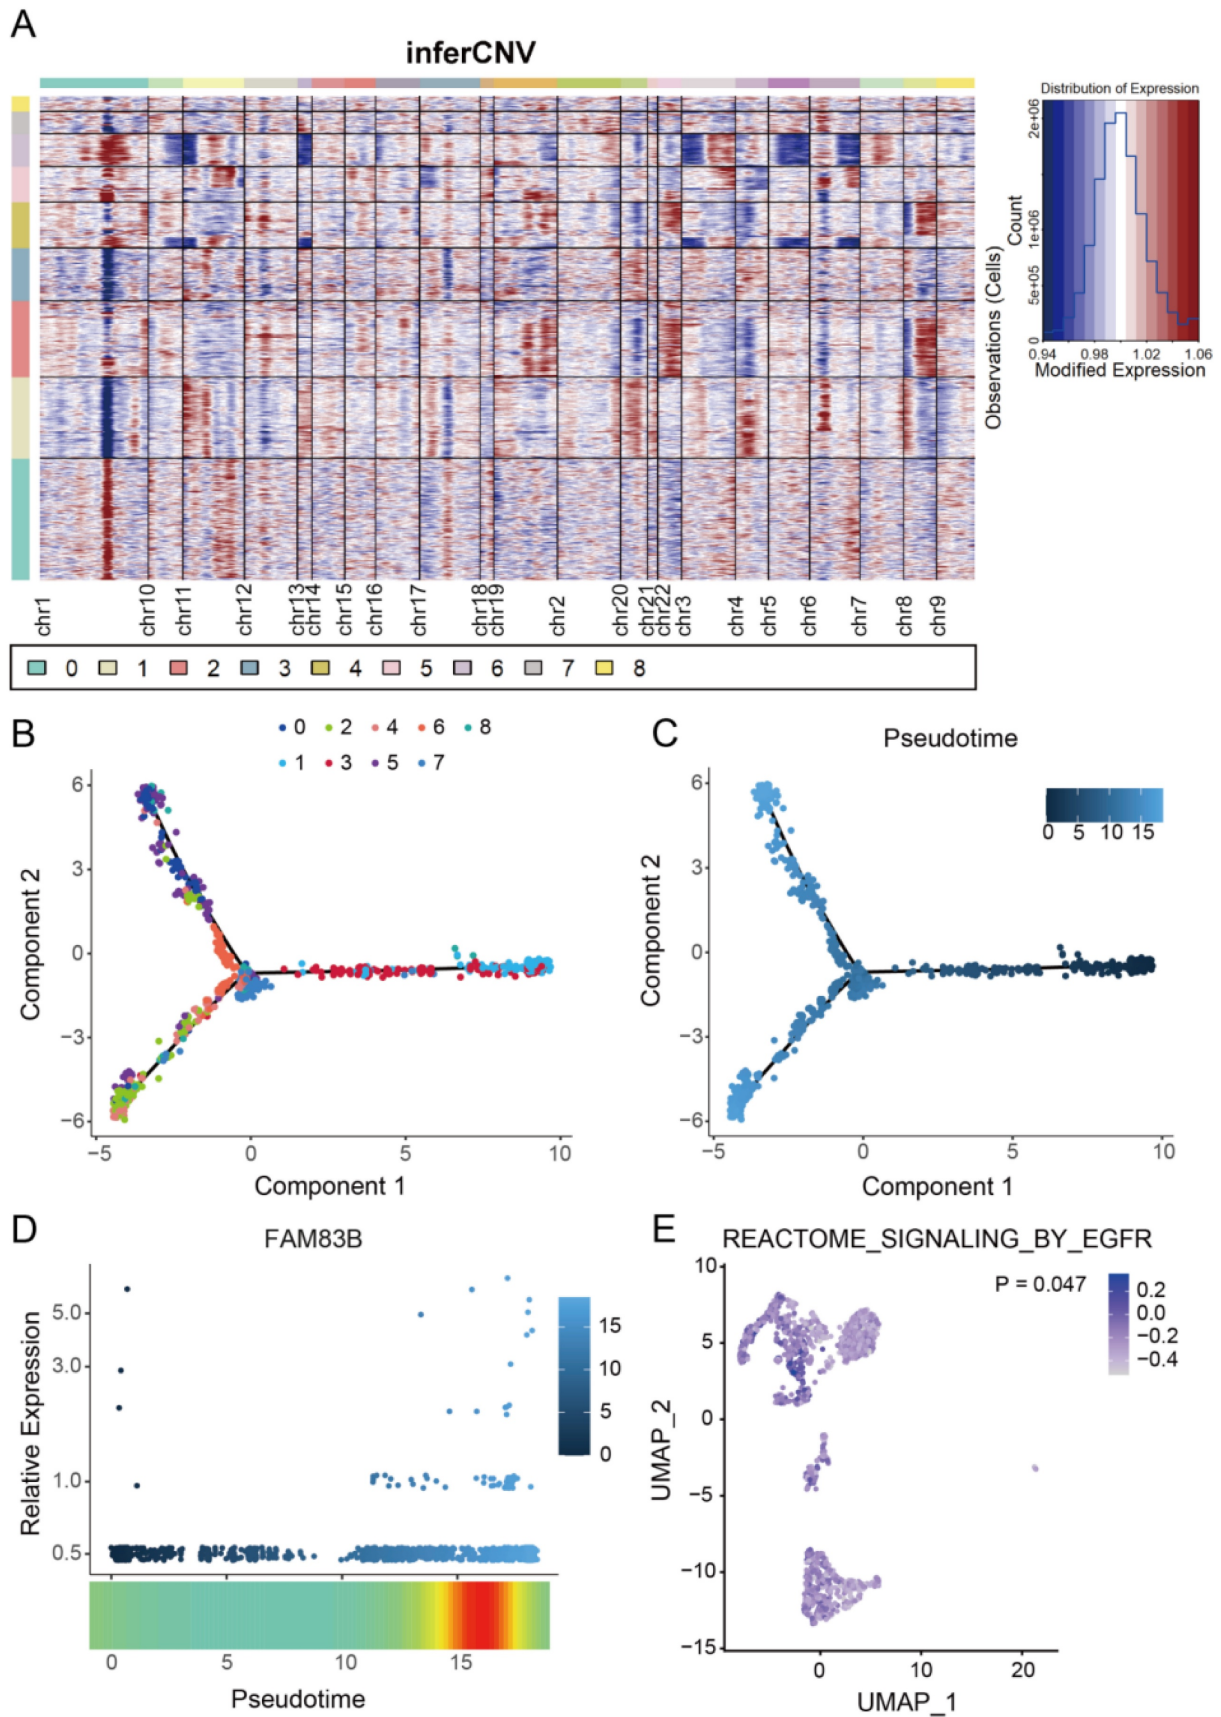 A
inferCNV
Distribution of Expression
Count
0 5e+05 1e+06 2e+06
0.94 0.98 1.02 1.06
Modified Expression
Observations (Cells)
chr1 chr10 chr11 chr12 chr13 chr14 chr15 chr16 chr17 chr18 chr19 chr2 chr20 chr21 chr22 chr3 chr4 chr5 chr6 chr7 chr8 chr9
0 1 2 3 4 5 6 7 8
B
0 2 4 6 8
1 3 5 7
Component 2
6
3
0
−3
−6
−5 0 5 10
Component 1
C
Pseudotime
0 5 10 15
Component 2
6
3
0
−3
−6
−5 0 5 10
Component 1
D
FAM83B
Relative Expression
5.0
3.0
1.0
0.5
15
10
5
0
0 5 10 15
Pseudotime
E
REACTOME_SIGNALING_BY_EGFR
P = 0.047
0.2
0.0
−0.2
−0.4
UMAP_2
10
5
0
−5
−10
−15
0 10 20
UMAP_1